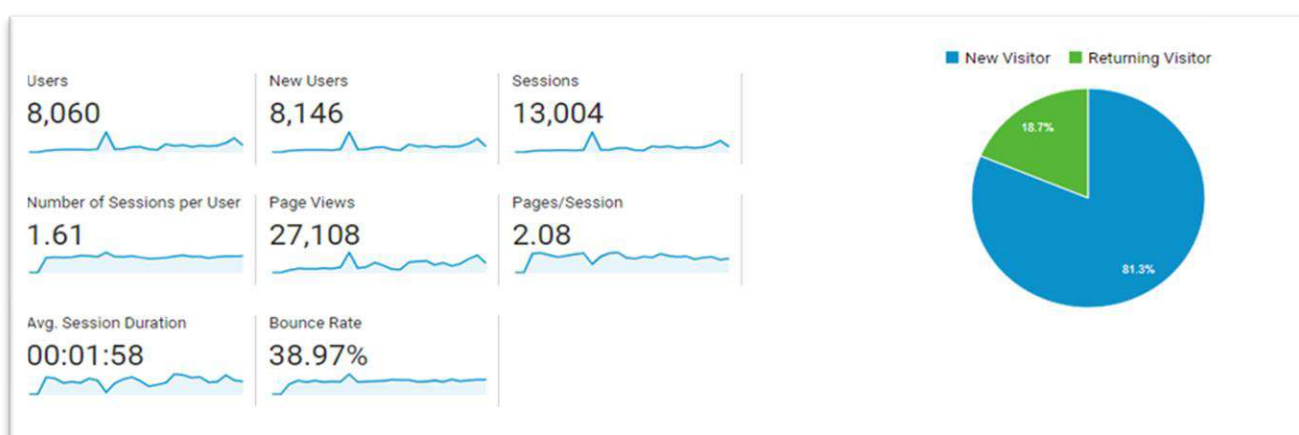 New Visitor Returning Visitor
Users New Users Sessions
8,060 8,146 13,004
18.7%
Number of Sessions per User Page Views Pages/Session
1.61 27,108 2.08
81.3%
Avg. Session Duration Bounce Rate
00:01:58 38.97%